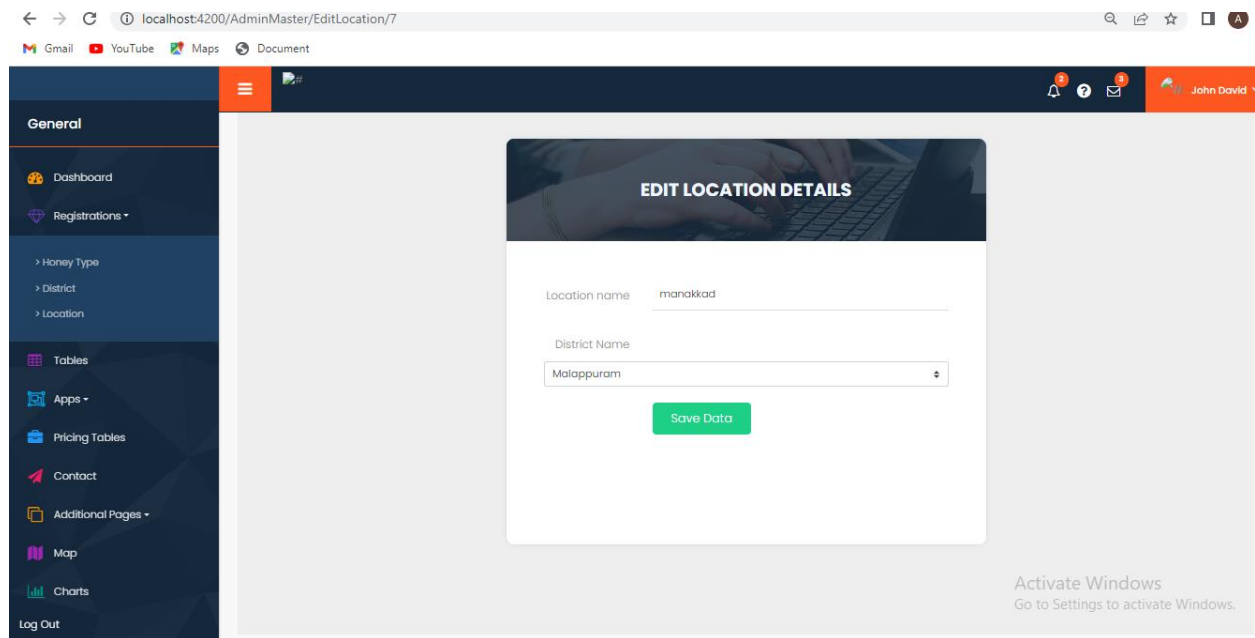 localhost:4200/AdminMaster/EditLocation/7
A
Gmail YouTube Maps Document
#
2
3
# John David
General
Dashboard
Registrations
> Honey Type
> District
> Location
Tables
Apps
Pricing Tables
Contact
Additional Pages
Map
Charts
Log Out
EDIT LOCATION DETAILS
Location name manakkad
District Name
Malappuram
Save Data
Activate Windows
Go to Settings to activate Windows.